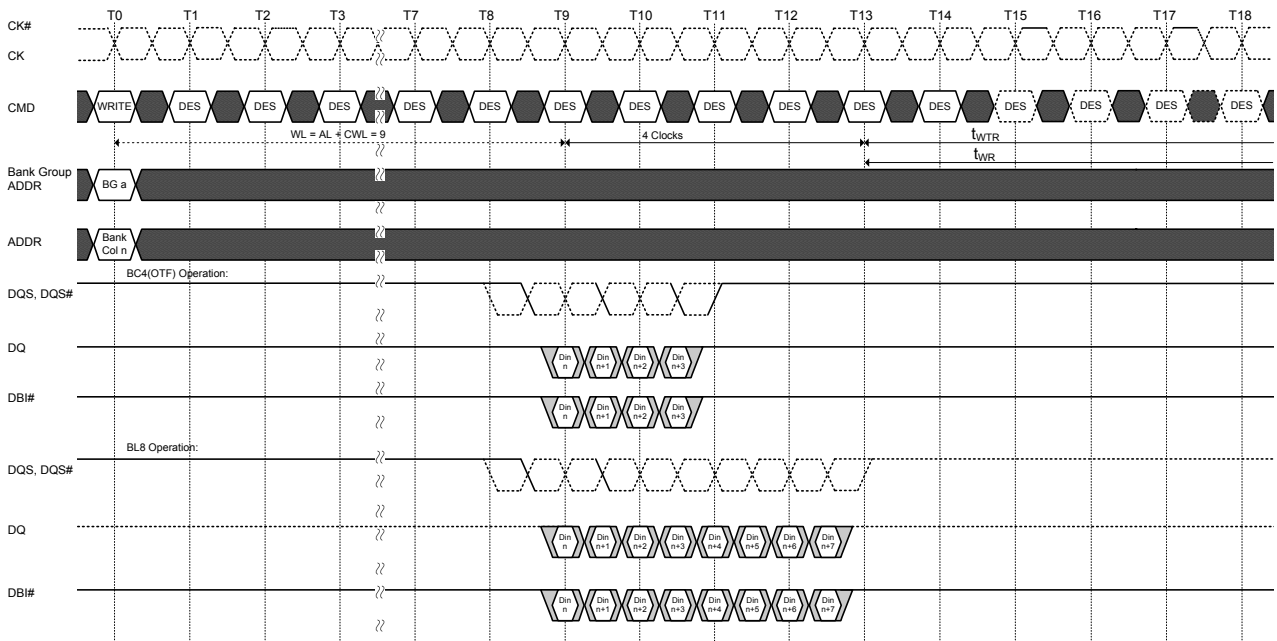 T0 T1 T2 T3 T7 T8 T9 T10 T11 T12 T13 T14 T15 T16 T17 T18
CK#
CK
CMD WRITE DES DES DES DES DES DES DES DES DES DES DES DES DES DES DES
WL = AL + CWL = 9 4 Clocks tWTR
tWR
Bank Group
ADDR BG a
ADDR Bank
Col n
BC4(OTF) Operation:
DQS, DQS#
DQ Din n Din n+1 Din n+2 Din n+3
DBI# Din n Din n+1 Din n+2 Din n+3
BL8 Operation:
DQS, DQS#
DQ Din n Din n+1 Din n+2 Din n+3 Din n+4 Din n+5 Din n+6 Din n+7
DBI# Din n Din n+1 Din n+2 Din n+3 Din n+4 Din n+5 Din n+6 Din n+7